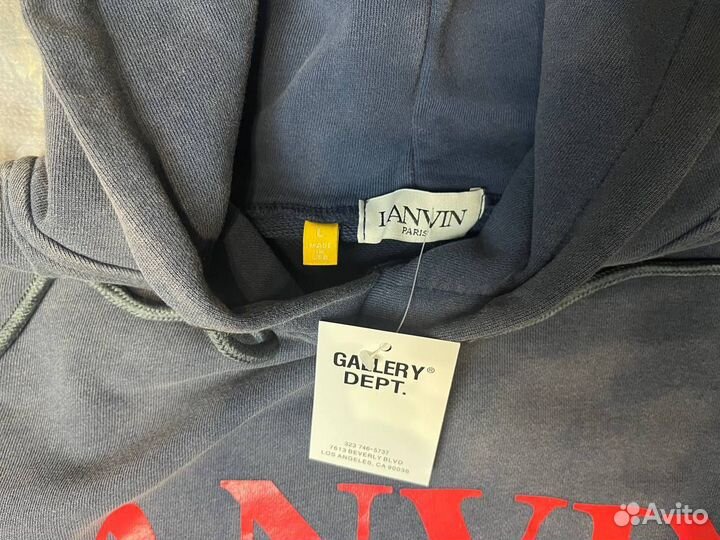 LANVIN
PARIS
L
MADE
IN
USA
GALLERY®
DEPT.
323 746-5737
7613 BEVERLY BLVD
LOS ANGELES, CA 90036
LANVIN
Avito